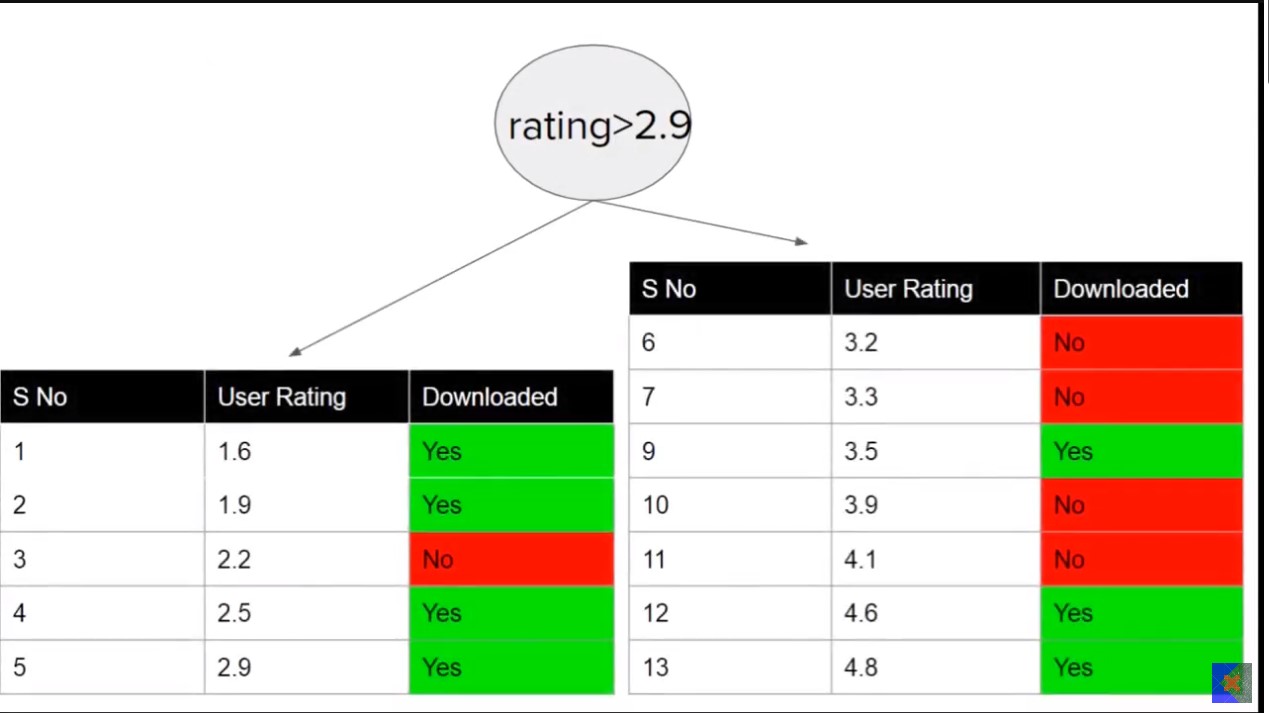 rating>2.9
S No User Rating Downloaded
6 3.2 No
7 3.3 No
9 3.5 Yes
10 3.9 No
11 4.1 No
12 4.6 Yes
13 4.8 Yes
S No User Rating Downloaded
1 1.6 Yes
2 1.9 Yes
3 2.2 No
4 2.5 Yes
5 2.9 Yes